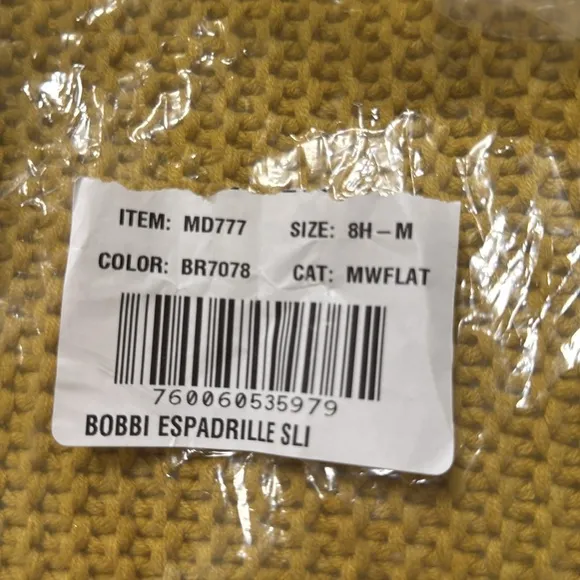 ITEM: MD777 SIZE: 8H–M
COLOR: BR7078 CAT: MWFLAT
760060535979
BOBBI ESPADRILLE SLI